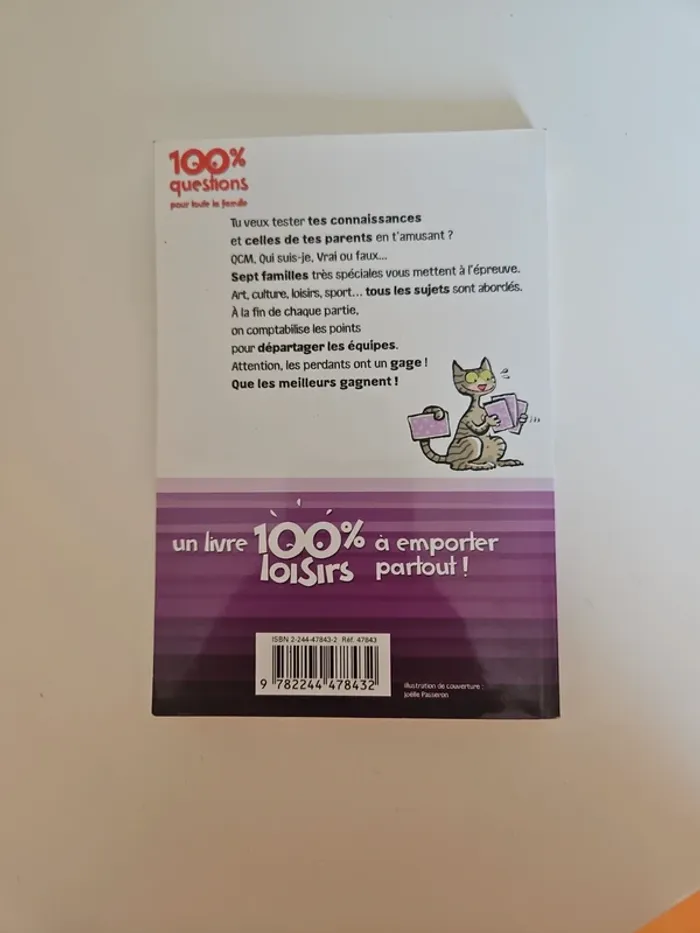 100%
questions
pour toute la famille
Tu veux tester tes connaissances
et celles de tes parents en t'amusant ?
QCM, Qui suis-je, Vrai ou faux...
Sept familles très spéciales vous mettent à l'épreuve.
Art, culture, loisirs, sport... tous les sujets sont abordés.
À la fin de chaque partie,
on comptabilise les points
pour départager les équipes.
Attention, les perdants ont un gage !
Que les meilleurs gagnent !
un livre 100% à emporter
loisirs partout !
ISBN 2-244-47843-2 Réf. 47843
9 782244 478432
Illustration de couverture :
Joëlle Passeron